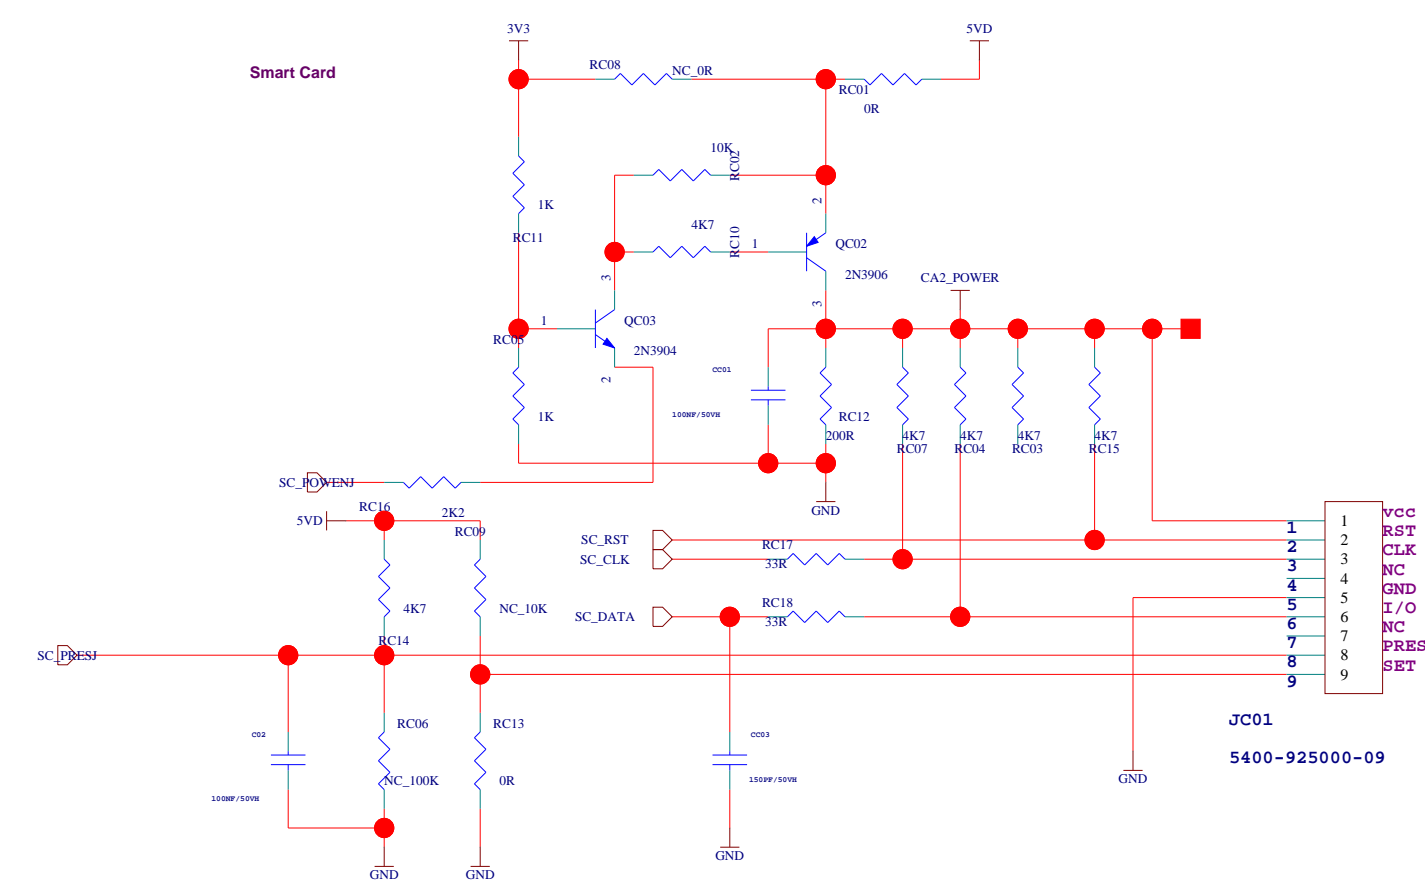 3V3
5VD
Smart Card
RC08
NC_0R
RC01
0R
10K
RC02
1K
RC11
2
4K7
RC10
1
QC02
2N3906
3
3
CA2_POWER
1
QC03
RC05
2N3904
2
CC01
100NF/50VH
1K
RC12
200R
4K7
RC07
4K7
RC04
4K7
RC03
4K7
RC15
GND
SC_POWENJ
RC16
2K2
5VD
RC09
SC_RST
SC_CLK
RC17
33R
4K7
NC_10K
SC_DATA
RC18
33R
RC14
SC_PRESJ
1
2
3
4
5
6
7
8
9
1
2
3
4
5
6
7
8
9
vcc
RST
CLK
NC
GND
I/O
NC
PRES
SET
JC01
5400-925000-09
GND
RC06
RC13
C02
NC_100K
0R
100NF/50VH
CC03
150PF/50VH
GND
GND
GND